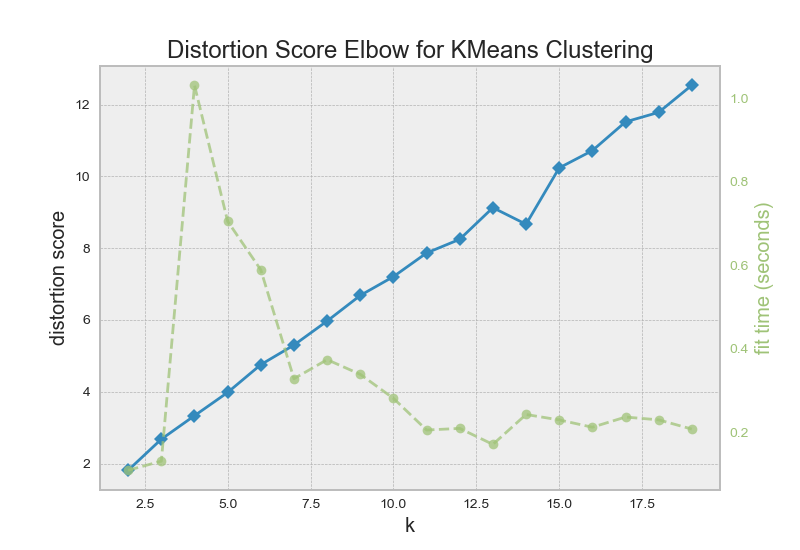 Distortion Score Elbow for KMeans Clustering
12
10
8
6
4
2
distortion score
1.0
0.8
0.6
0.4
0.2
fit time (seconds)
2.5 5.0 7.5 10.0 12.5 15.0 17.5
k